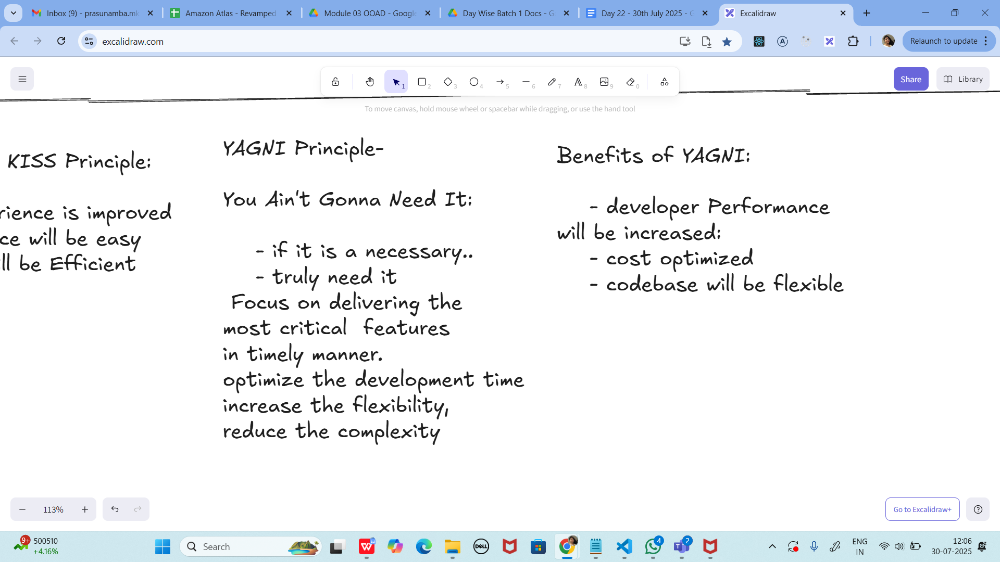 Inbox (9) - prasunamba.mk
Amazon Atlas - Revamped
Module 03 OOAD - Google
Day Wise Batch 1 Docs - G
Day 22 - 30th July 2025 - G
Excalidraw
excalidraw.com
Relaunch to update
1
2
3
4
5
6
7
8
9
0
Share
Library
To move canvas, hold mouse wheel or spacebar while dragging, or use the hand tool
KISS Principle:
rience is improved
ce will be easy
ll be Efficient
YAGNI Principle-
You Ain't Gonna Need It:
- if it is a necessary..
- truly need it
Focus on delivering the
most critical features
in timely manner.
optimize the development time
increase the flexibility,
reduce the complexity
Benefits of YAGNI:
- developer Performance
will be increased:
- cost optimized
- codebase will be flexible
113%
Go to Excalidraw+
9+
500510
+4.16%
Search
DELL
4
2
ENG
IN
12:06
30-07-2025